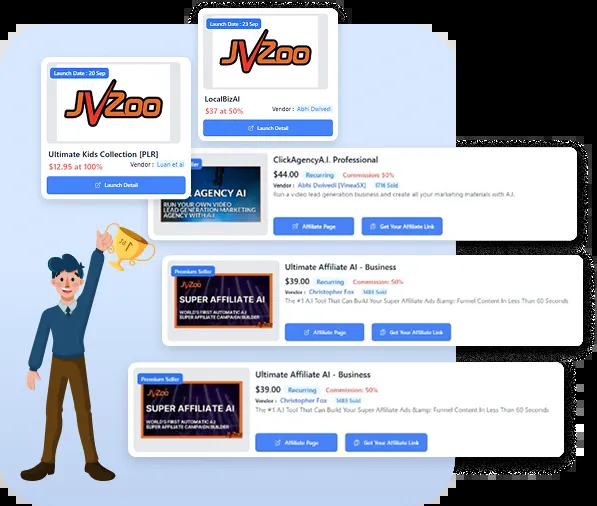 Launch Date : 23 Sep
JVZoo
LocalBizAI
$37 at 50%
Vendor : Abhi Dwivedi
Launch Detail
Launch Date : 20 Sep
JVZoo
Ultimate Kids Collection [PLR]
$12.95 at 100%
Vendor : Luan et al
Launch Detail
AGENCY AI
RUN YOUR OWN VIDEO
LEAD GENERATION MARKETING
AGENCY WITH A.I.
ClickAgencyA.I. Professional
$44.00 Recurring Commission: 50%
Vendor : Abhi Dwivedi [VineaSX] 1714 Sold
Run a video lead generation business and create all your marketing materials with A.I.
Affiliate Page
Get Your Affiliate Link
Premium Seller
JVZoo
SUPER AFFILIATE AI
WORLD'S FIRST AUTOMATIC A.I
SUPER AFFILIATE CAMPAIGN BUILDER
Ultimate Affiliate AI - Business
$39.00 Recurring Commission: 50%
Vendor : Christopher Fox 1483 Sold
The #1 A.I Tool That Can Build Your Super Affiliate Ads &amp; Funnel Content In Less Than 60 Seconds
Affiliate Page
Get Your Affiliate Link
Premium Seller
JVZoo
SUPER AFFILIATE AI
WORLD'S FIRST AUTOMATIC A.I
SUPER AFFILIATE CAMPAIGN BUILDER
Ultimate Affiliate AI - Business
$39.00 Recurring Commission: 50%
Vendor : Christopher Fox 1483 Sold
The #1 A.I Tool That Can Build Your Super Affiliate Ads &amp; Funnel Content In Less Than 60 Seconds
Affiliate Page
Get Your Affiliate Link